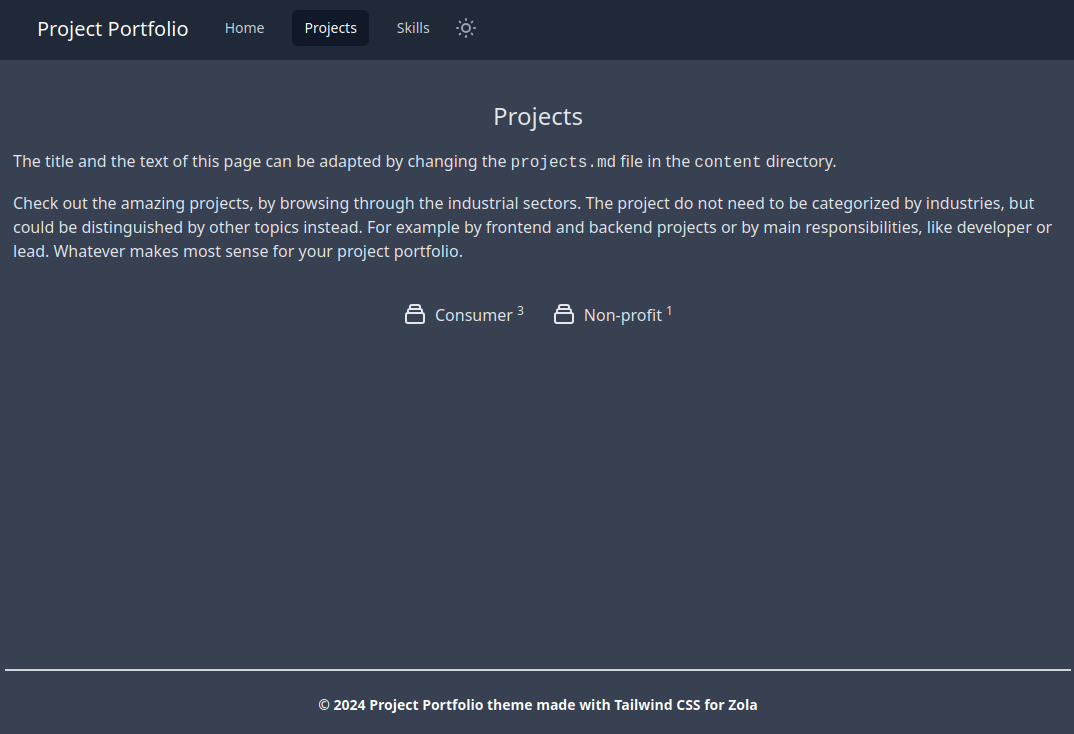 Project Portfolio Home Projects Skills
Projects
The title and the text of this page can be adapted by changing the projects.md file in the content directory.
Check out the amazing projects, by browsing through the industrial sectors. The project do not need to be categorized by industries, but
could be distinguished by other topics instead. For example by frontend and backend projects or by main responsibilities, like developer or
lead. Whatever makes most sense for your project portfolio.
Consumer 3 Non-profit 1
© 2024 Project Portfolio theme made with Tailwind CSS for Zola